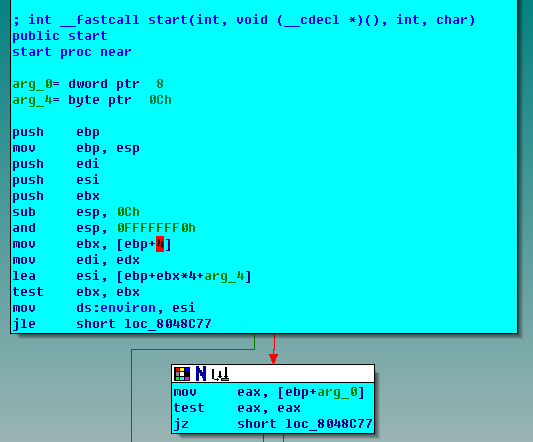 ; int __fastcall start(int, void (__cdecl *)(), int, char)
public start
start proc near
arg_0= dword ptr  8
arg_4= byte ptr  0Ch
push    ebp
mov     ebp, esp
push    edi
push    esi
push    ebx
sub     esp, 0Ch
and     esp, 0FFFFFFF0h
mov     ebx, [ebp+4]
mov     edi, edx
lea     esi, [ebp+ebx*4+arg_4]
test    ebx, ebx
mov     ds:environ, esi
jle     short loc_8048C77
N
mov     eax, [ebp+arg_0]
test    eax, eax
jz      short loc_8048C77